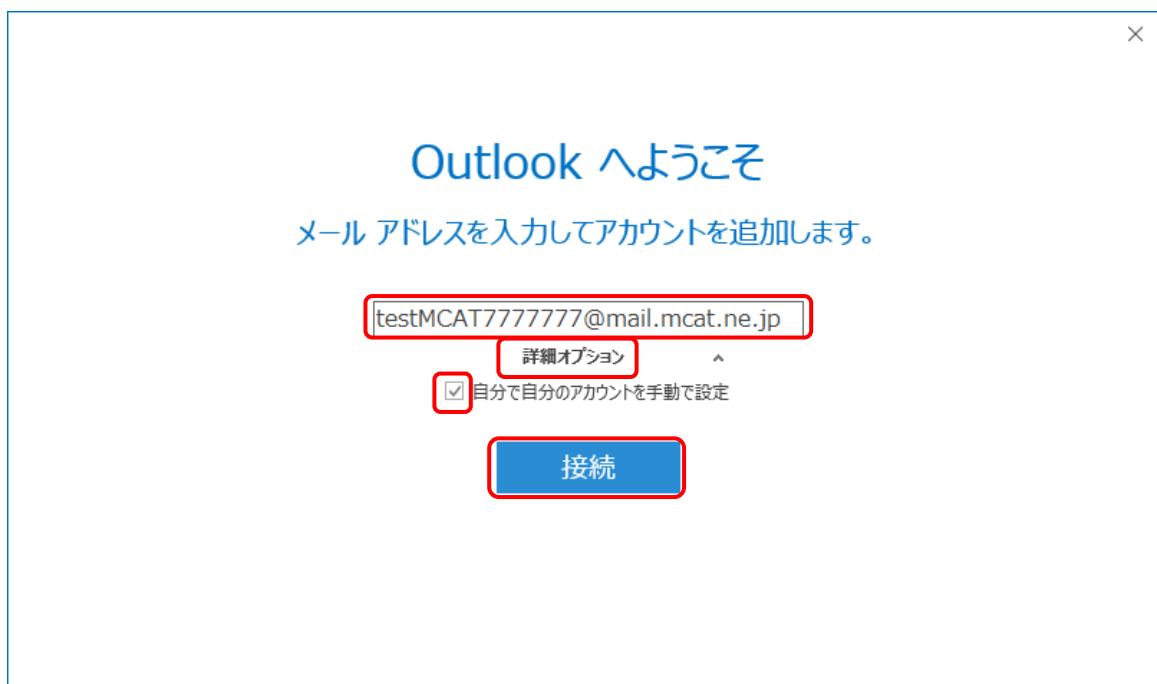 Outlook へようこそ
メール アドレスを入力してアカウントを追加します。
testMCAT7777777@mail.mcat.ne.jp
詳細オプション
自分で自分のアカウントを手動で設定
接続